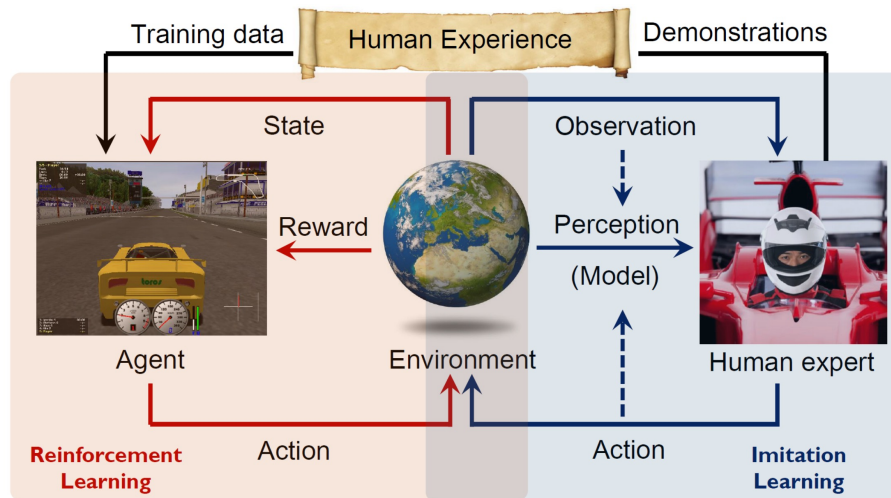 Training data
Human Experience
Demonstrations
State
Observation
Reward
Perception
(Model)
torcs
Agent
Environment
Human expert
Action
Action
Reinforcement
Learning
Imitation
Learning